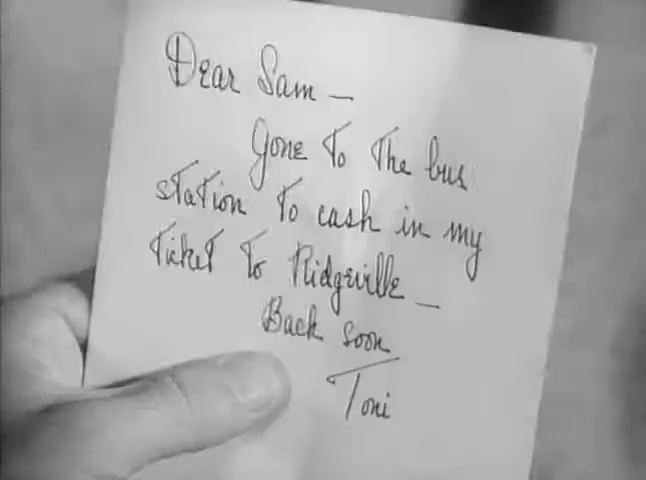 Dear Sam —
Gone To The bus
station To cash in my
Ticket To Ridgeville —
Back soon
Toni